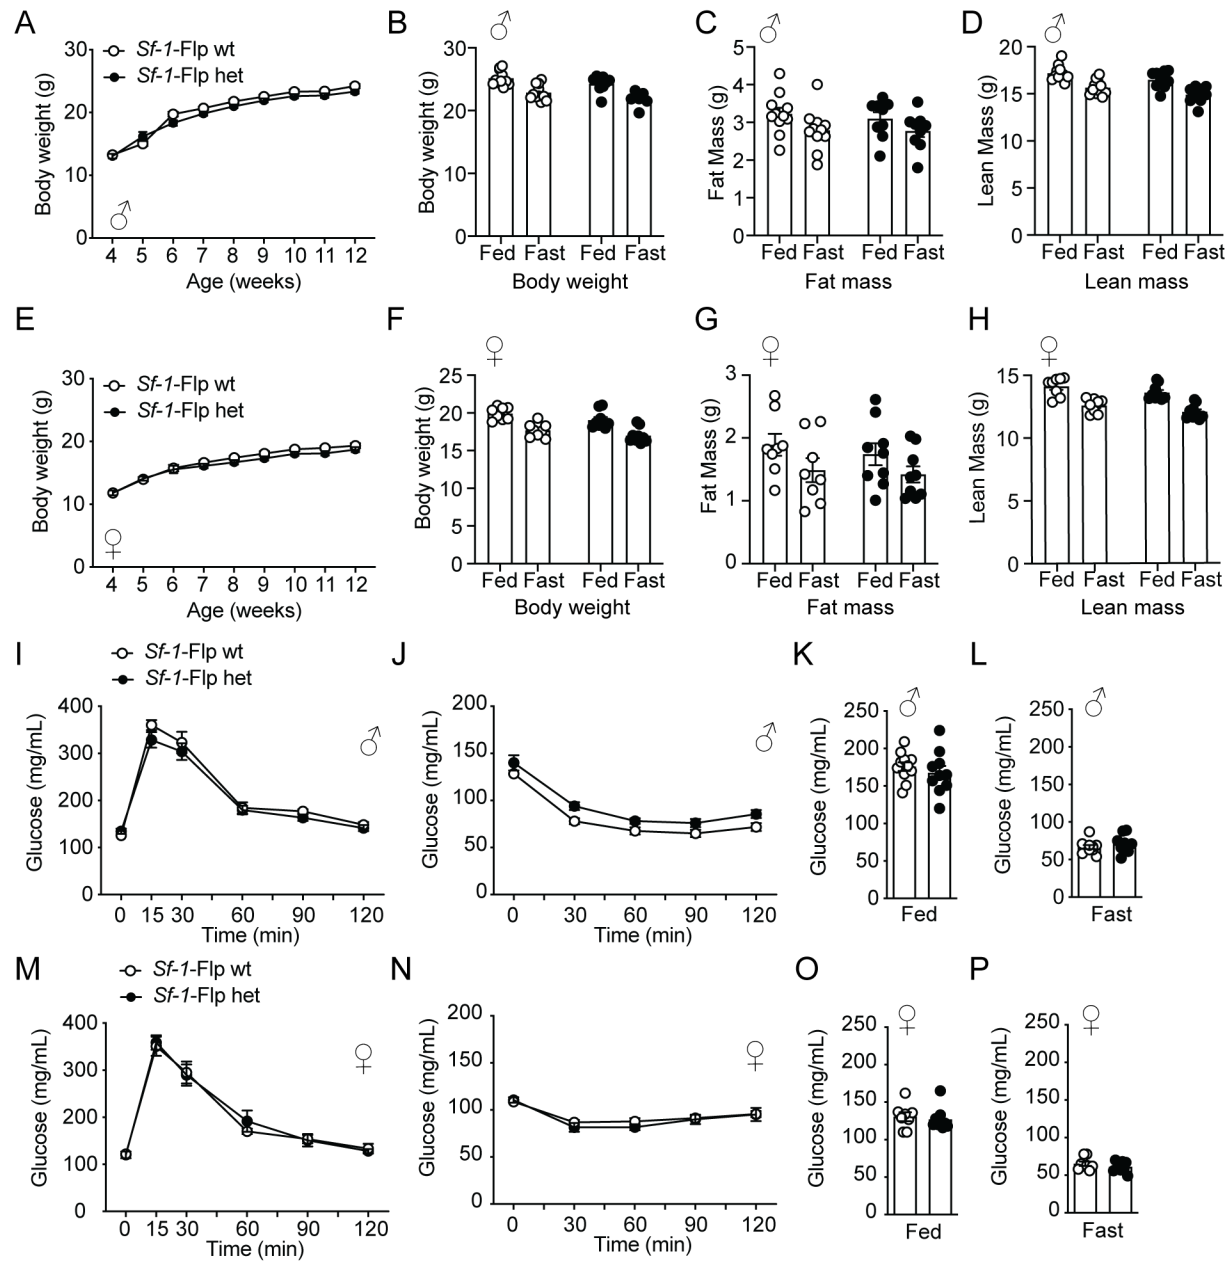 A
Sf-1-Flp wt
Sf-1-Flp het
Body weight (g)
30
20
10
0
♂
4 5 6 7 8 9 10 11 12
Age (weeks)
B
♂
Body weight (g)
30
20
10
0
Fed Fast Fed Fast
Body weight
C
♂
Fat Mass (g)
5
4
3
2
1
0
Fed Fast Fed Fast
Fat mass
D
♂
Lean Mass (g)
20
15
10
5
0
Fed Fast Fed Fast
Lean mass
E
Sf-1-Flp wt
Sf-1-Flp het
Body weight (g)
30
20
10
0
♀
4 5 6 7 8 9 10 11 12
Age (weeks)
F
♀
Body weight (g)
25
20
15
10
5
0
Fed Fast Fed Fast
Body weight
G
♀
Fat Mass (g)
3
2
1
0
Fed Fast Fed Fast
Fat mass
H
♀
Lean Mass (g)
15
10
5
0
Fed Fast Fed Fast
Lean mass
I
Sf-1-Flp wt
Sf-1-Flp het
Glucose (mg/mL)
400
300
200
100
0
♂
0 15 30 60 90 120
Time (min)
J
Glucose (mg/mL)
200
150
100
50
0
♂
0 30 60 90 120
Time (min)
K
♂
Glucose (mg/mL)
250
200
150
100
50
0
Fed
L
♂
Glucose (mg/mL)
250
200
150
100
50
0
Fast
M
Sf-1-Flp wt
Sf-1-Flp het
Glucose (mg/mL)
400
300
200
100
0
♀
0 15 30 60 90 120
Time (min)
N
Glucose (mg/mL)
200
150
100
50
0
♀
0 30 60 90 120
Time (min)
O
♀
Glucose (mg/mL)
250
200
150
100
50
0
Fed
P
♀
Glucose (mg/mL)
250
200
150
100
50
0
Fast